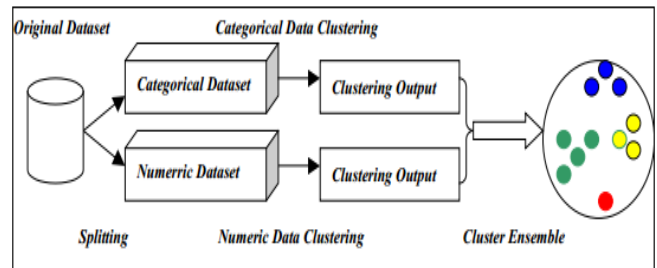 Original Dataset
Categorical Data Clustering
Categorical Dataset
Clustering Output
Numerric Dataset
Clustering Output
Splitting
Numeric Data Clustering
Cluster Ensemble